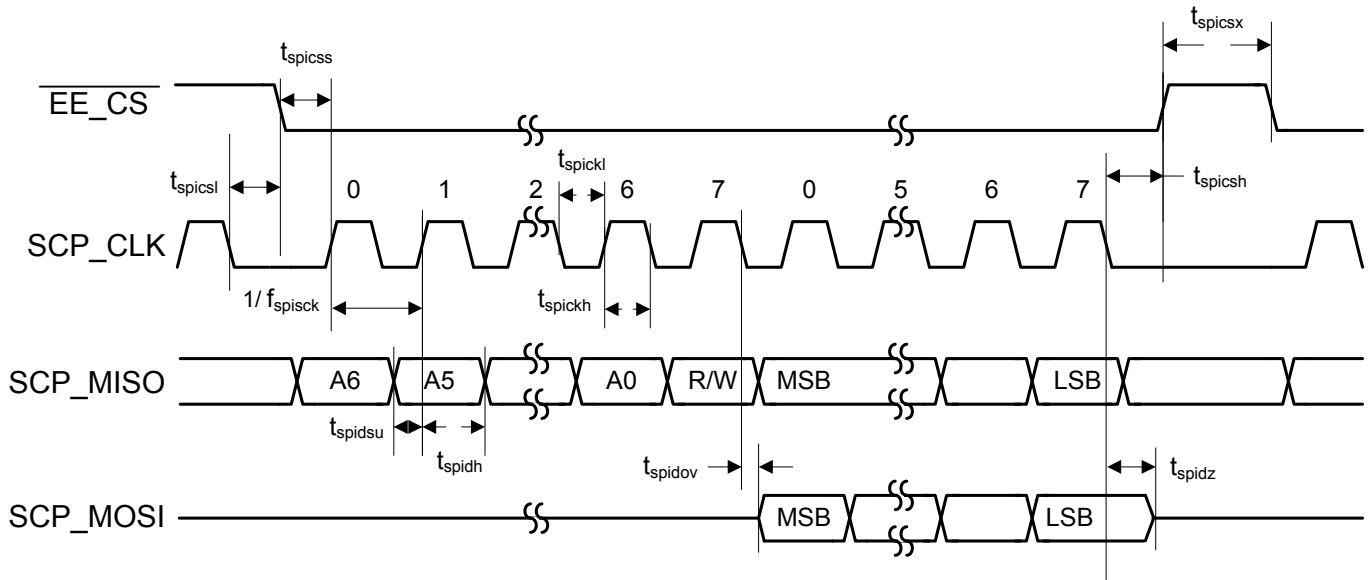 t_spicsx
t_spicss
EE_CS
t_spickl
t_spicsl
t_spicsh
0 1 2 6 7 0 5 6 7
SCP_CLK
1/ f_spisck
t_spickh
SCP_MISO
A6 A5 A0 R/W MSB LSB
t_spidsu
t_spidh
t_spidov
t_spidz
SCP_MOSI
MSB LSB